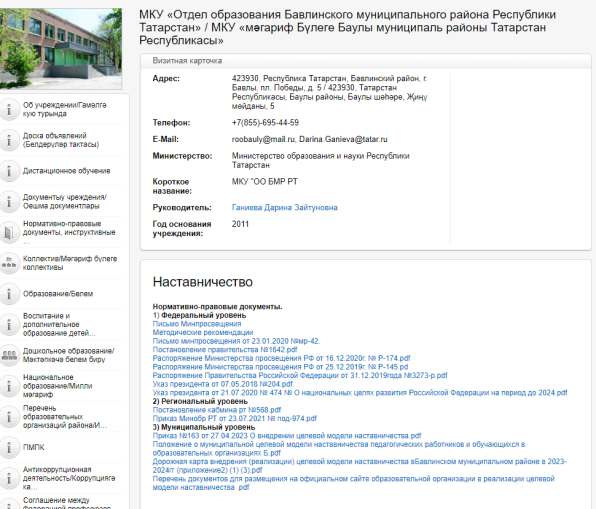 МКУ «Отдел образования Бавлинского муниципального района Республики
Татарстан» / МКУ «мәгариф Бүлеге Баулы муниципаль районы Татарстан
Республикасы»
Визитная карточка
Адрес:
423930, Республика Татарстан, Бавлинский район, г.
Бавлы, пл. Победы, д. 5 / 423930, Татарстан
Республикасы, Баулы районы, Баулы шәһәре, Җиңү
мәйданы, 5
Телефон:
+7(855)-695-44-59
E-Mail:
roobauly@mail.ru, Darina.Ganieva@tatar.ru
Министерство:
Министерство образования и науки Республики
Татарстан
Короткое
название:
МКУ "ОО БМР РТ
Руководитель:
Ганиева Дарина Зайтуновна
Год основания
учреждения:
2011
Об учреждении/Гамәлгә
кую турында
Доска объявлений
(Белдерүләр тактасы)
Дистанционное обучение
Документыу чреждения/
Оешма документлары
Нормативно-правовые
документы, инструктивные
...
Коллектив/Мәгариф бүлеге
коллективы
Образование/Белем
Воспитание и
дополнительное
образование детей...
Дошкольное образование/
Мәктәпкәчә белем бирү
Национальное
образование/Милли
мәгариф
Перечень
образовательных
организаций района/И...
ПМПК
Антикоррупционная
деятельность/Коррупциягә
ка...
Соглашение между
Федерацией профсоюзов
Наставничество
Нормативно-правовые документы.
1) Федеральный уровень
Письмо Минпросвещения
Методические рекомендации
Письмо минпросвещения от 23.01.2020 №мр-42.
Постановление правительства №1642.pdf
Распоряжение Министерства просвещения РФ от 16.12.2020г. № Р-174.pdf
Распоряжение Министерства просвещения РФ от 25.12.2019г. № Р-145.pd
Распоряжение Правительства Российской Федерации от 31.12.2019года №3273-р.pdf
Указ президента от 07.05.2018 №204.pdf
Указ президента от 21.07.2020 № 474 № О национальных целях развития Российской Федерации на период до 2024.pdf
2) Региональный уровень
Постановление кабмина рт №568.pdf
Приказ Минобр РТ от 23.07.2021 № под-974.pdf
3) Муниципальный уровень
Приказ №163 от 27.04 2023 О внедрении целевой модели наставничества.pdf
Положение о муниципальной целевой модели наставничества педагогических работников и обучающихся в
образовательных организациях Б.pdf
Дорожная карта внедрения (реализации) целевой модели наставничества вБавлинском муниципальном районе в 2023-
2024гг (приложение2) (1) (3).pdf
Перечень документов для размещения на официальном сайте образовательной организации в реализации целевой
модели наставничества .pdf